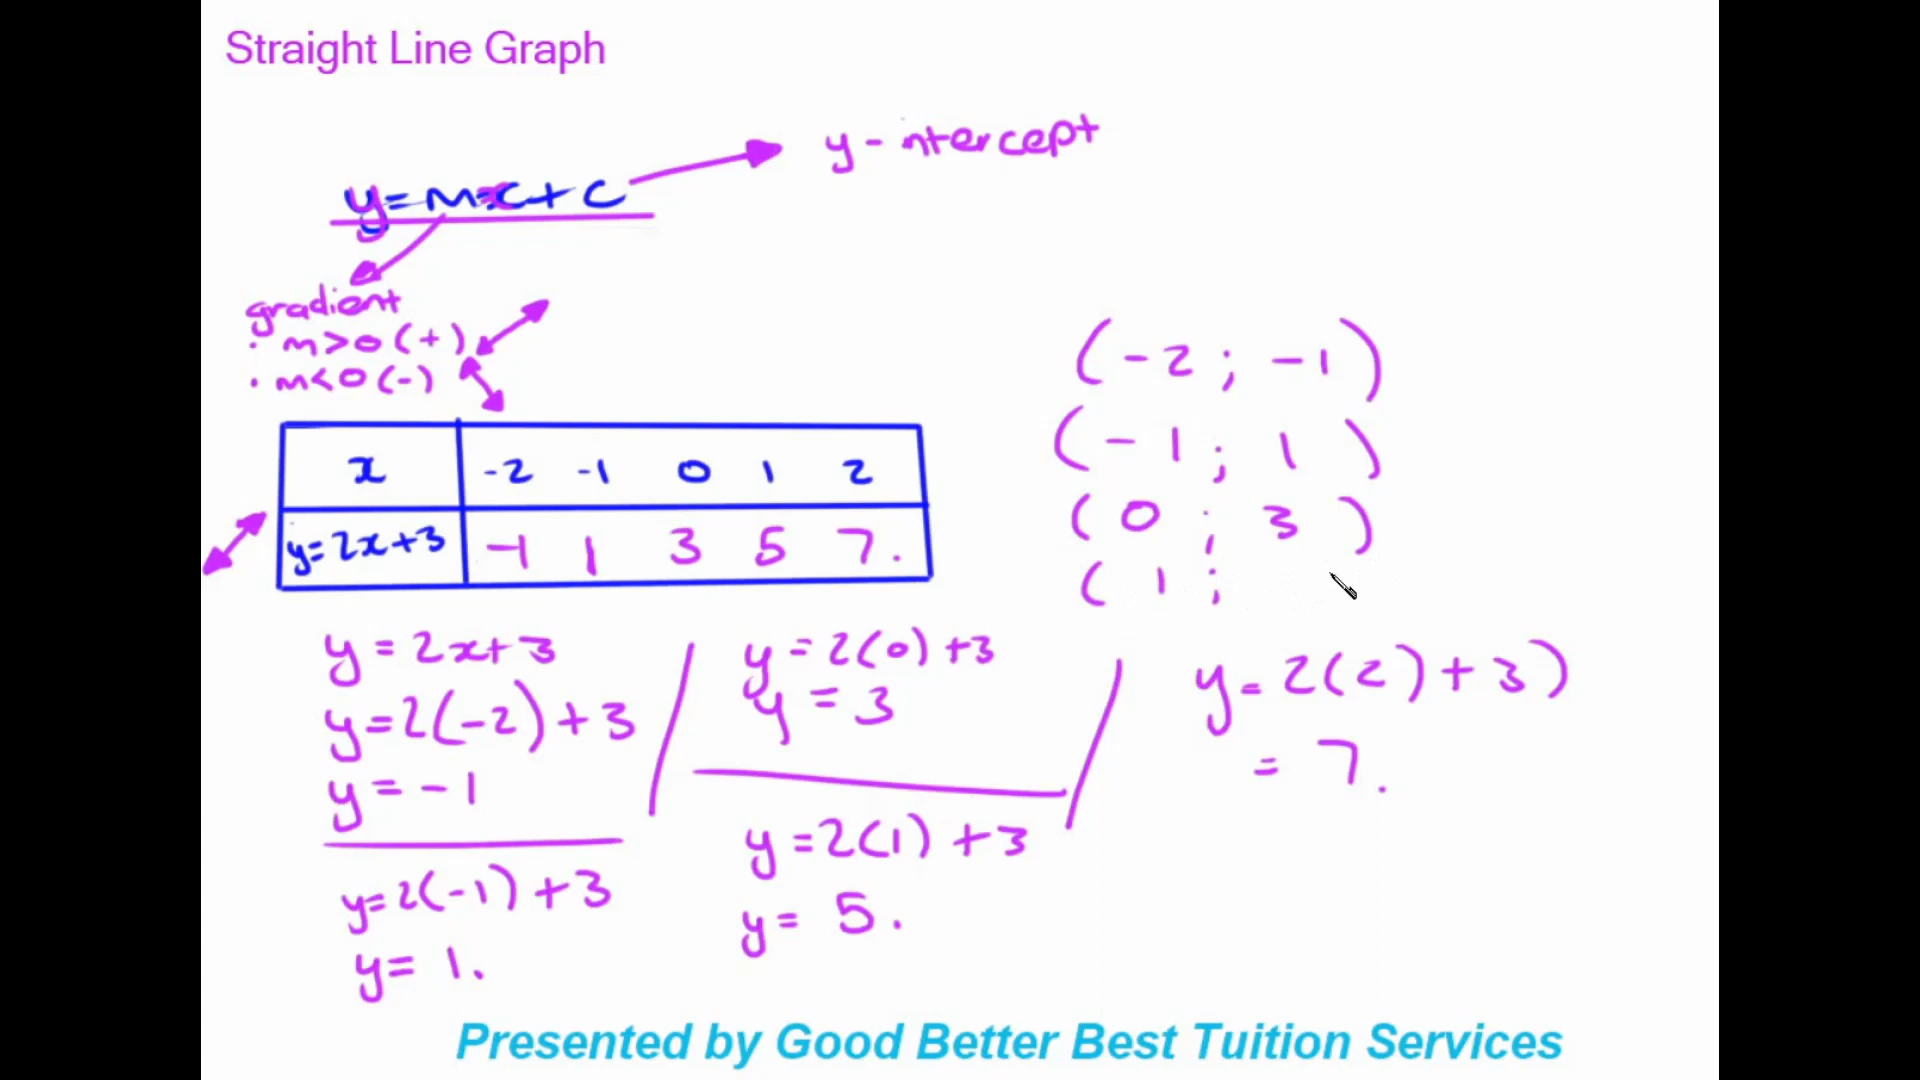 Straight Line Graph
y = mx + c
y - intercept
gradient
· m > 0 (+)
· m < 0 (-)
x -2 -1 0 1 2
y = 2x + 3 -1 1 3 5 7.
(-2 ; -1)
(-1 ; 1)
(0 ; 3)
(1 ;
y = 2x + 3
y = 2(-2) + 3
y = -1
y = 2(-1) + 3
y = 1.
y = 2(0) + 3
y = 3
y = 2(1) + 3
y = 5.
y = 2(2) + 3)
= 7.
Presented by Good Better Best Tuition Services